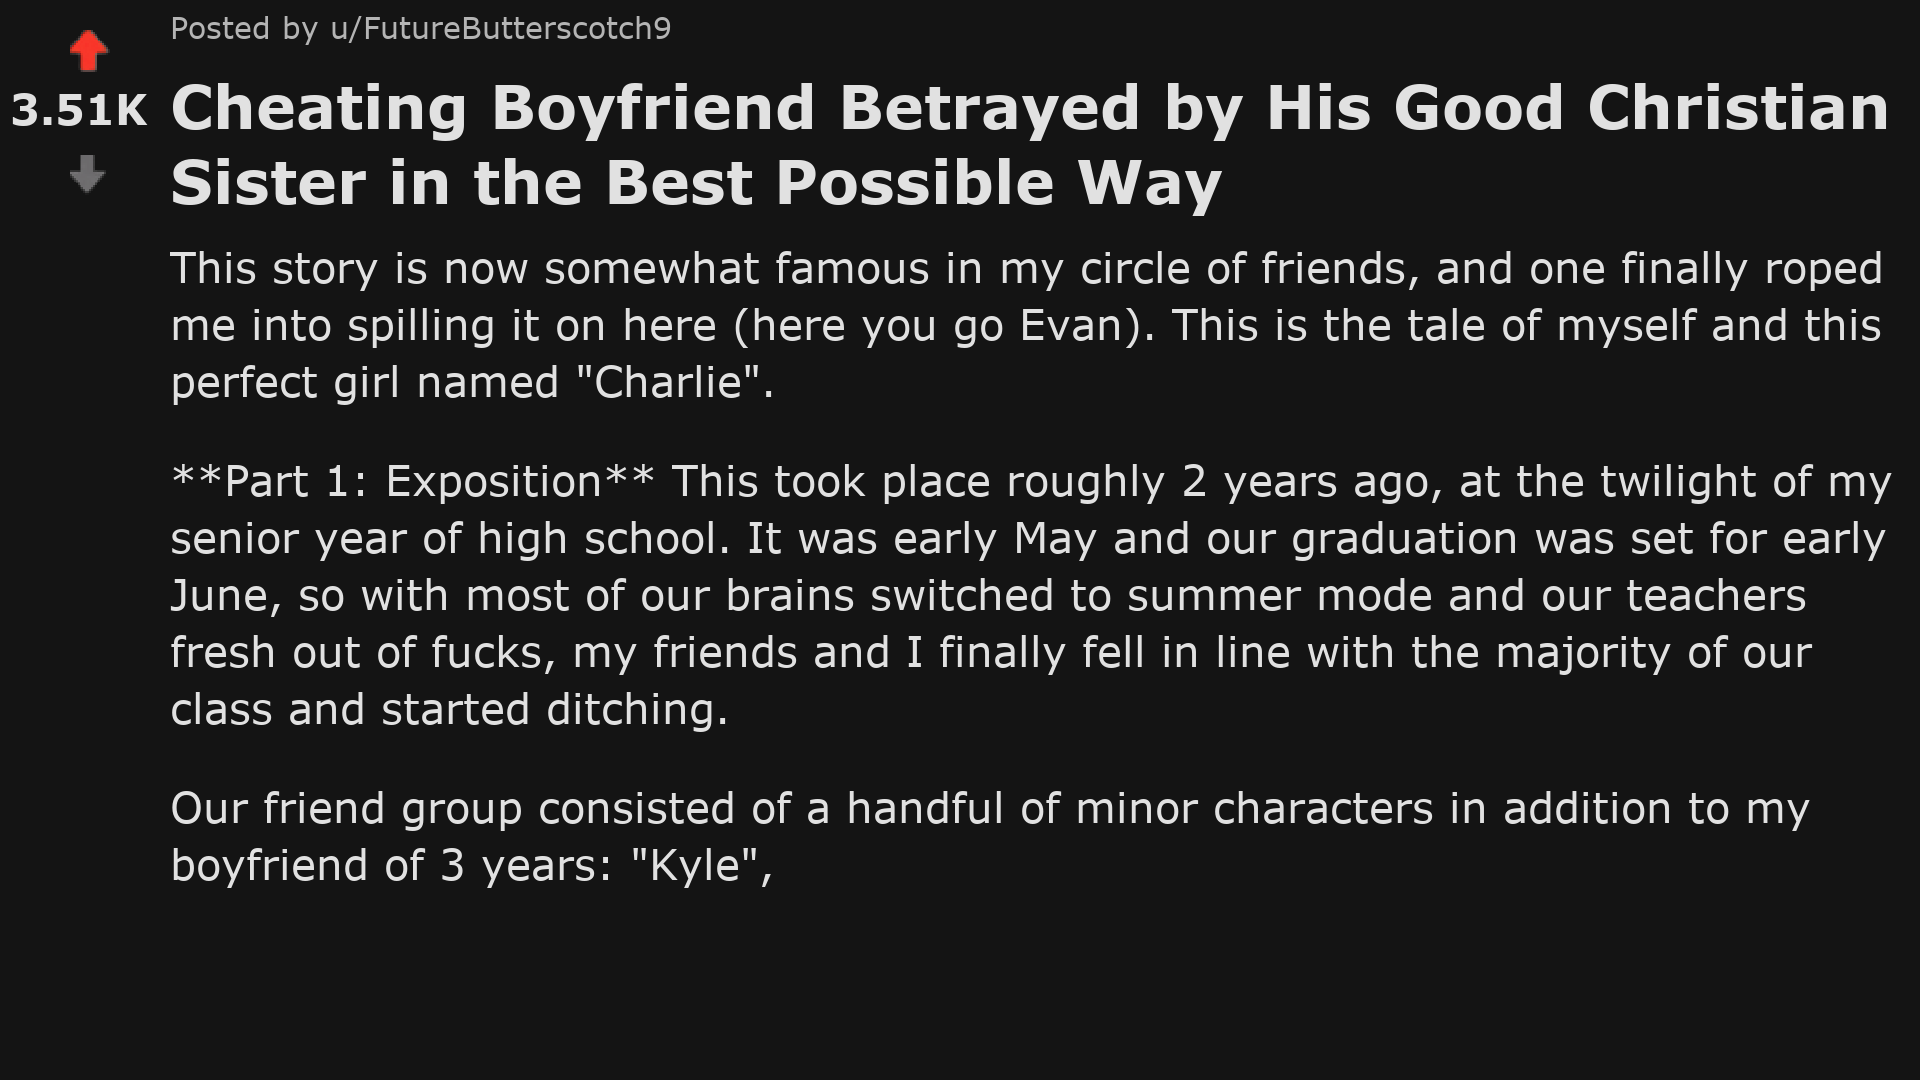 Posted by u/FutureButterscotch9
3.51K
Cheating Boyfriend Betrayed by His Good Christian
Sister in the Best Possible Way
This story is now somewhat famous in my circle of friends, and one finally roped
me into spilling it on here (here you go Evan). This is the tale of myself and this
perfect girl named "Charlie".
**Part 1: Exposition** This took place roughly 2 years ago, at the twilight of my
senior year of high school. It was early May and our graduation was set for early
June, so with most of our brains switched to summer mode and our teachers
fresh out of fucks, my friends and I finally fell in line with the majority of our
class and started ditching.
Our friend group consisted of a handful of minor characters in addition to my
boyfriend of 3 years: "Kyle",